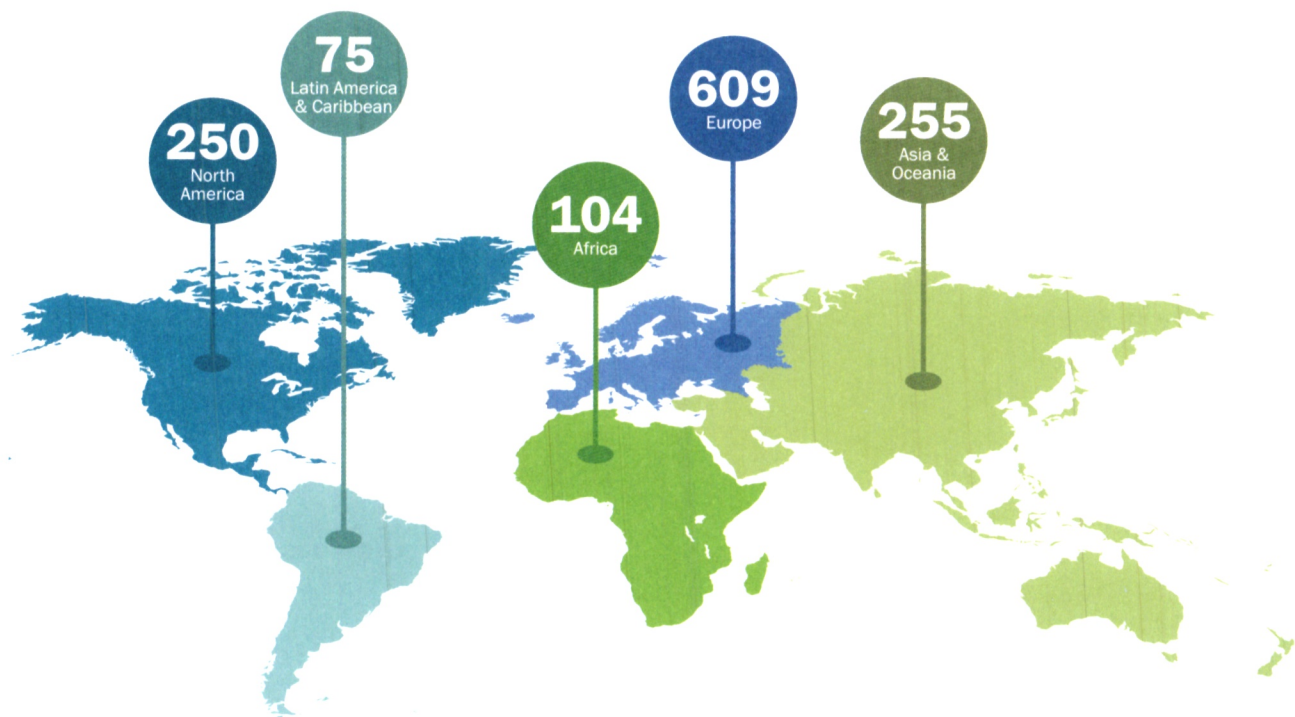 250
North
America
75
Latin America
& Caribbean
104
Africa
609
Europe
255
Asia &
Oceania